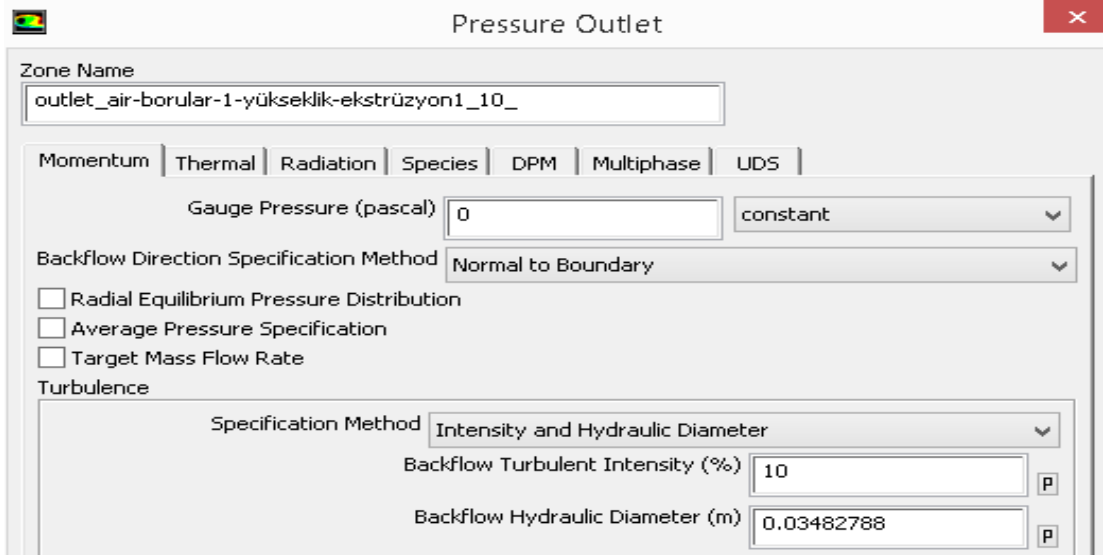 Pressure Outlet
×
Zone Name
outlet_air-borular-1-yükseklik-ekstrüzyon1_10_
Momentum Thermal Radiation Species DPM Multiphase UDS
Gauge Pressure (pascal) 0 constant
Backflow Direction Specification Method Normal to Boundary
Radial Equilibrium Pressure Distribution
Average Pressure Specification
Target Mass Flow Rate
Turbulence
Specification Method Intensity and Hydraulic Diameter
Backflow Turbulent Intensity (%) 10 P
Backflow Hydraulic Diameter (m) 0.03482788 P